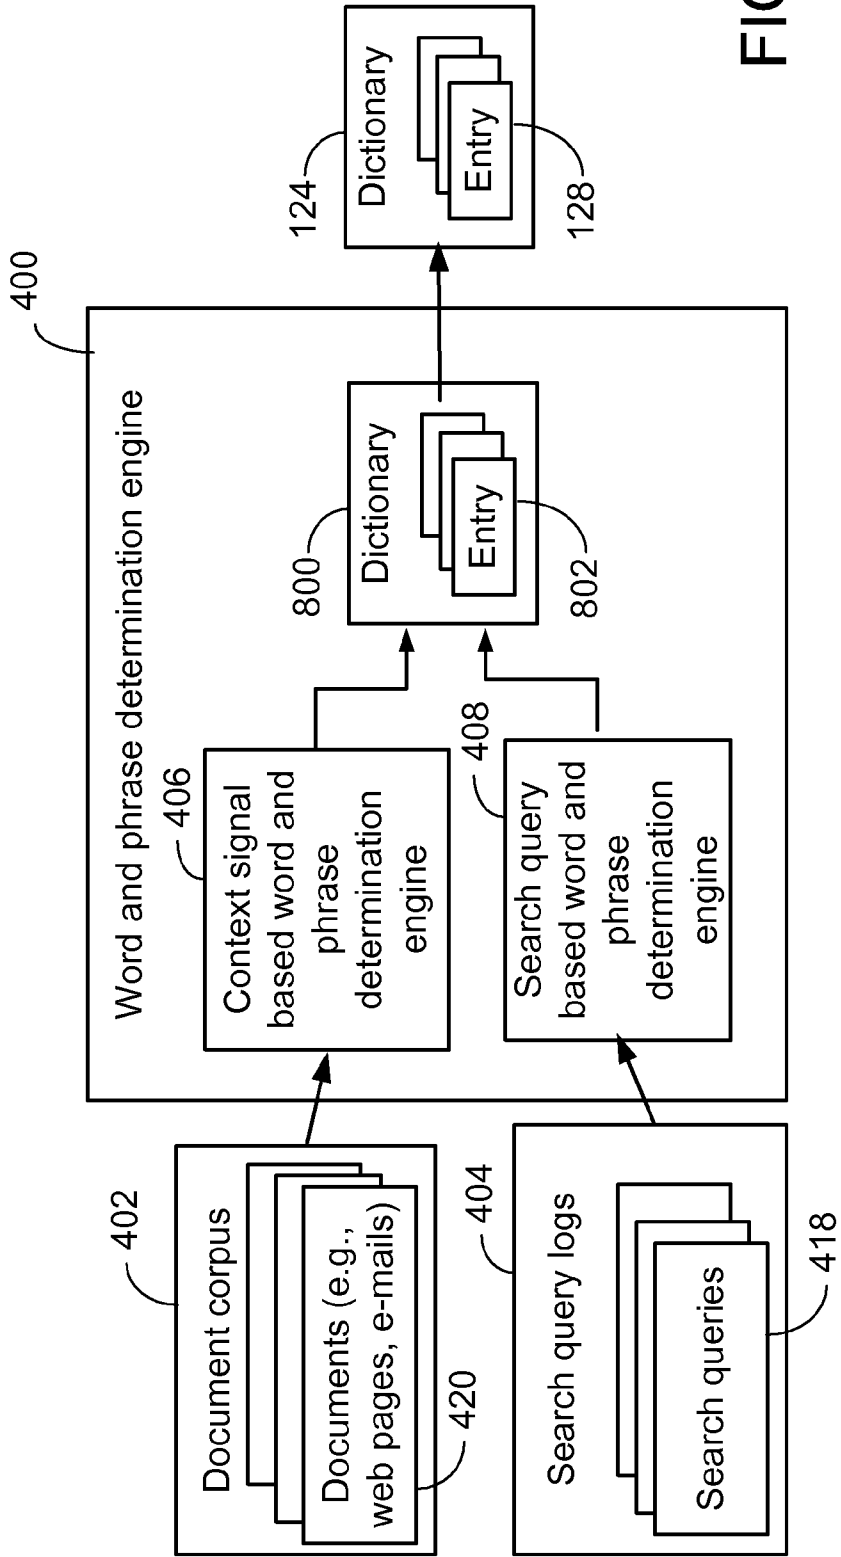 400
Word and phrase determination engine
402
Document corpus
Documents (e.g.,
web pages, e-mails)
420
406
Context signal
based word and
phrase
determination
engine
404
Search query logs
Search queries
418
408
Search query
based word and
phrase
determination
engine
800
Dictionary
Entry
802
124
Dictionary
Entry
128
FIG